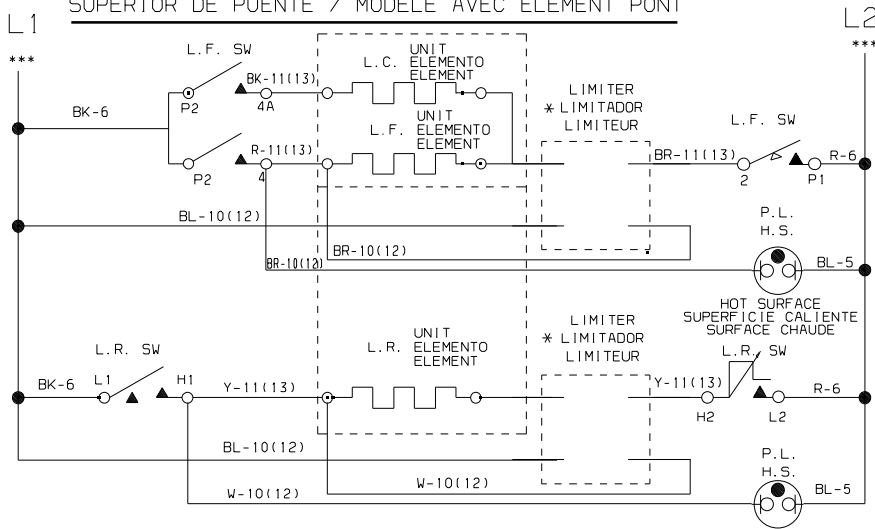 SUPERIOR DE PUENTE / MODÈLE AVEC ÉLÉMENT PONT
L1
L2
***
***
L.F. SW
UNIT
L.C. ELEMENTO
ELEMENT
BK-11(13)
P2
4A
BK-6
LIMITER
* LIMITADOR
LIMITEUR
UNIT
L.F. ELEMENTO
ELEMENT
L.F. SW
R-11(13)
BR-11(13)
R-6
P2
4
2
P1
BL-10(12)
P.L.
H.S.
BR-10(12)
BR-10(12)
BL-5
HOT SURFACE
SUPERFICIE CALIENTE
SURFACE CHAUDE
LIMITER
* LIMITADOR
LIMITEUR
UNIT
L.R. ELEMENTO
ELEMENT
L.R. SW
L.R. SW
BK-6
L1
H1
Y-11(13)
Y-11(13)
R-6
H2
L2
BL-10(12)
P.L.
H.S.
W-10(12)
W-10(12)
BL-5